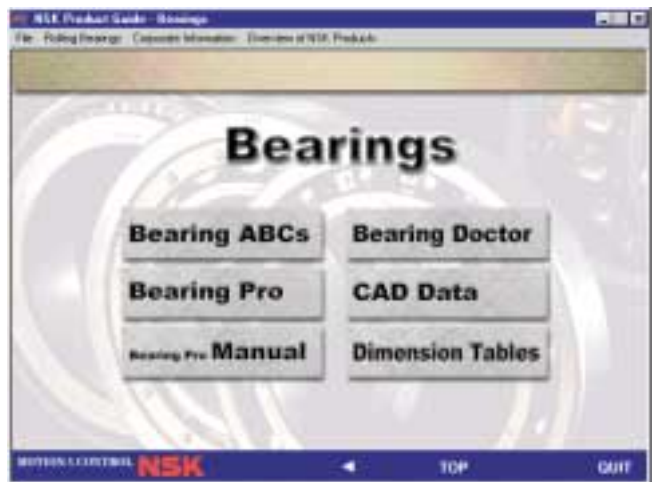 NSK Product Guide - Bearings
File Rolling Bearings Corporate Information Overview of NSK Products
Bearings
Bearing ABCs Bearing Doctor
Bearing Pro CAD Data
Bearing Pro Manual Dimension Tables
MOTION & CONTROL NSK TOP QUIT